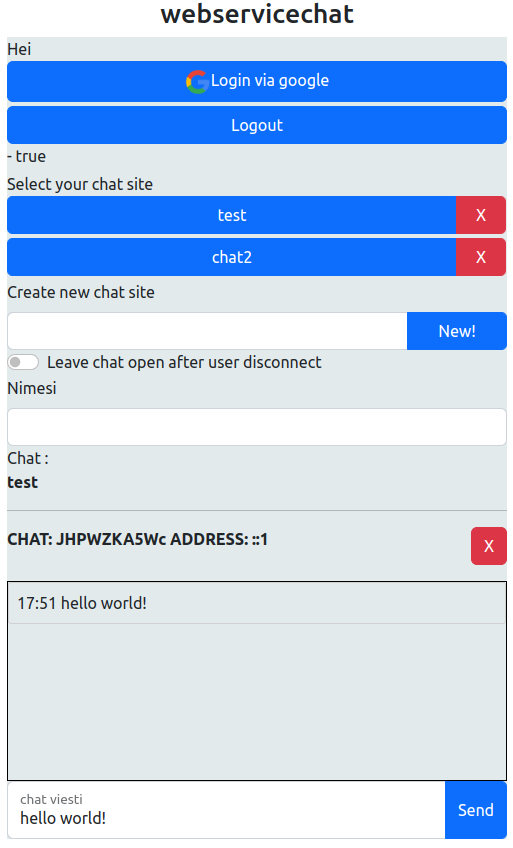 webservicechat
Hei
Login via google
Logout
- true
Select your chat site
test X
chat2 X
Create new chat site
New!
Leave chat open after user disconnect
Nimesi
Chat :
test
CHAT: JHPWZKA5Wc ADDRESS: ::1 X
17:51 hello world!
chat viesti
hello world!
Send